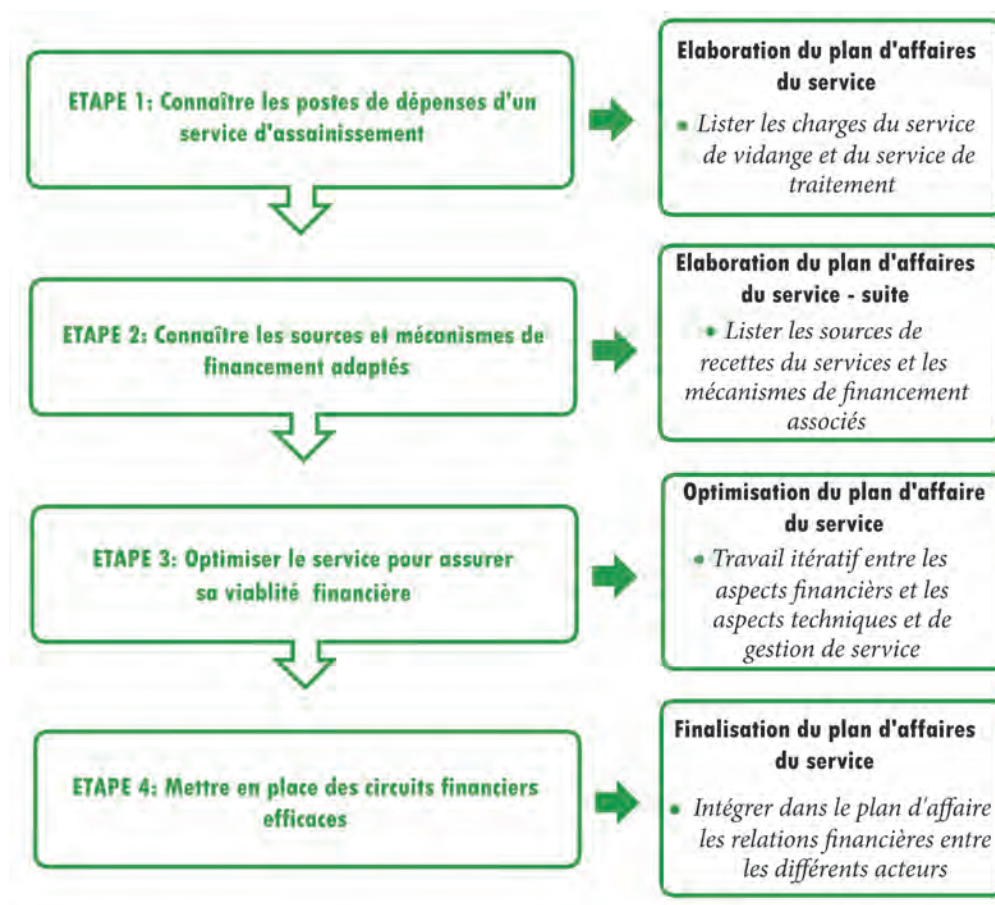 ETAPE 1: Connaître les postes de dépenses d'un
service d'assainissement
Elaboration du plan d'affaires
du service
• Lister les charges du service
de vidange et du service de
traitement
ETAPE 2: Connaître les sources et mécanismes de
financement adaptés
Elaboration du plan d'affaires
du service - suite
• Lister les sources de
recettes du services et les
mécanismes de financement
associés
ETAPE 3: Optimiser le service pour assurer
sa viablité financière
Optimisation du plan d'affaire
du service
• Travail itératif entre les
aspects financièrs et les
aspects techniques et de
gestion de service
ETAPE 4: Mettre en place des circuits financiers
efficaces
Finalisation du plan d'affaires
du service
• Intégrer dans le plan d'affaire
les relations financières entre
les différents acteurs